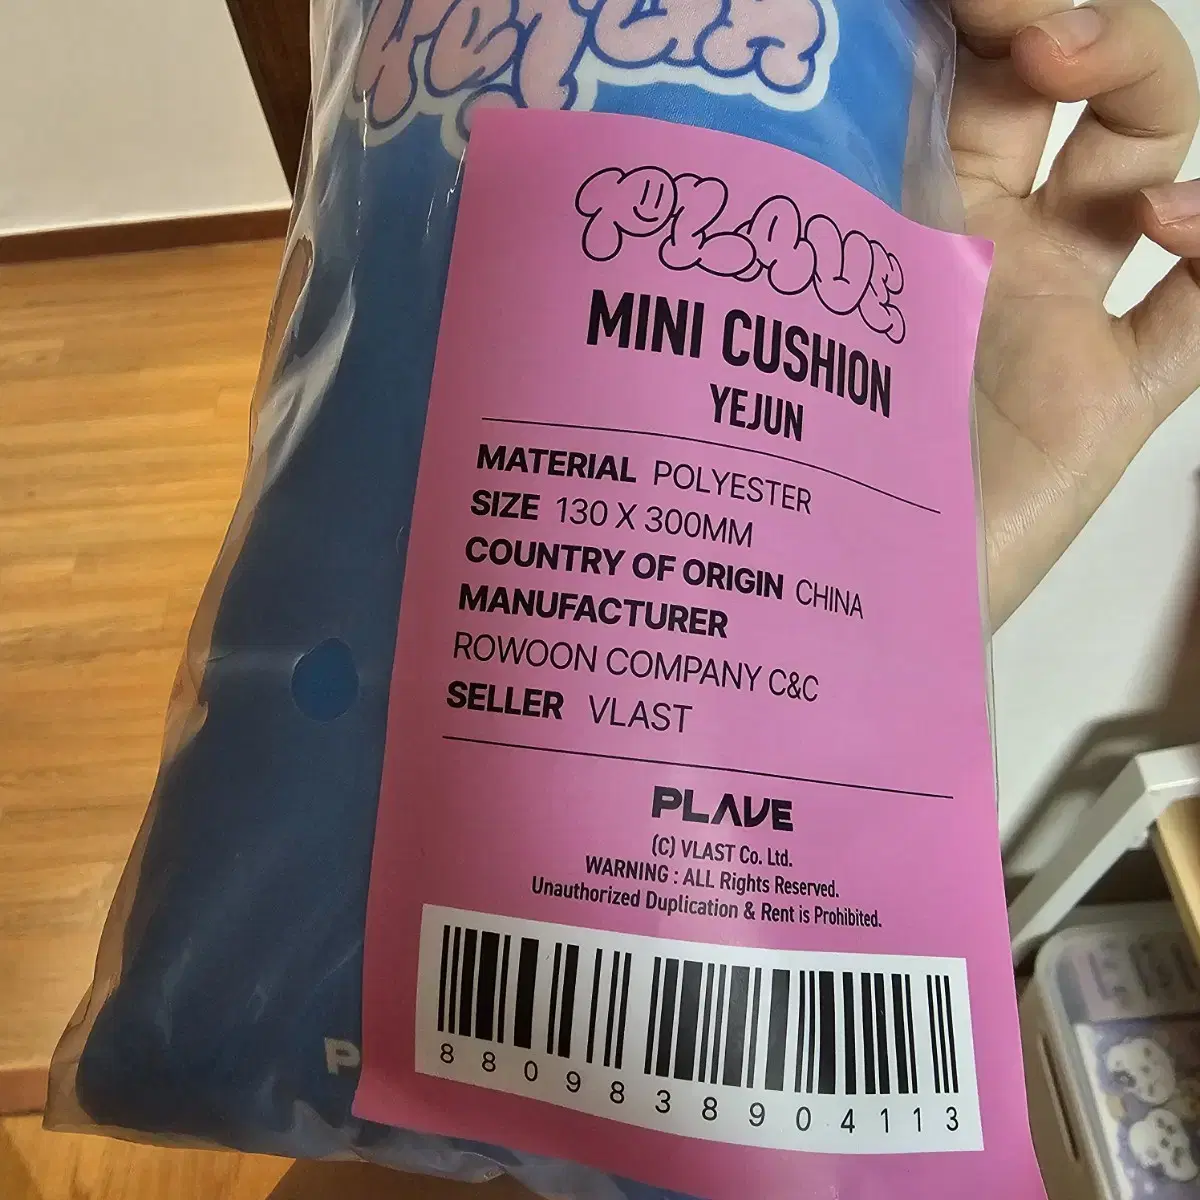 Yejun
PLAVE
MINI CUSHION
YEJUN
MATERIAL POLYESTER
SIZE 130 X 300MM
COUNTRY OF ORIGIN CHINA
MANUFACTURER
ROWOON COMPANY C&C
SELLER VLAST
PLAVE
(C) VLAST Co. Ltd.
WARNING : ALL Rights Reserved.
Unauthorized Duplication & Rent is Prohibited.
8809838904113
P